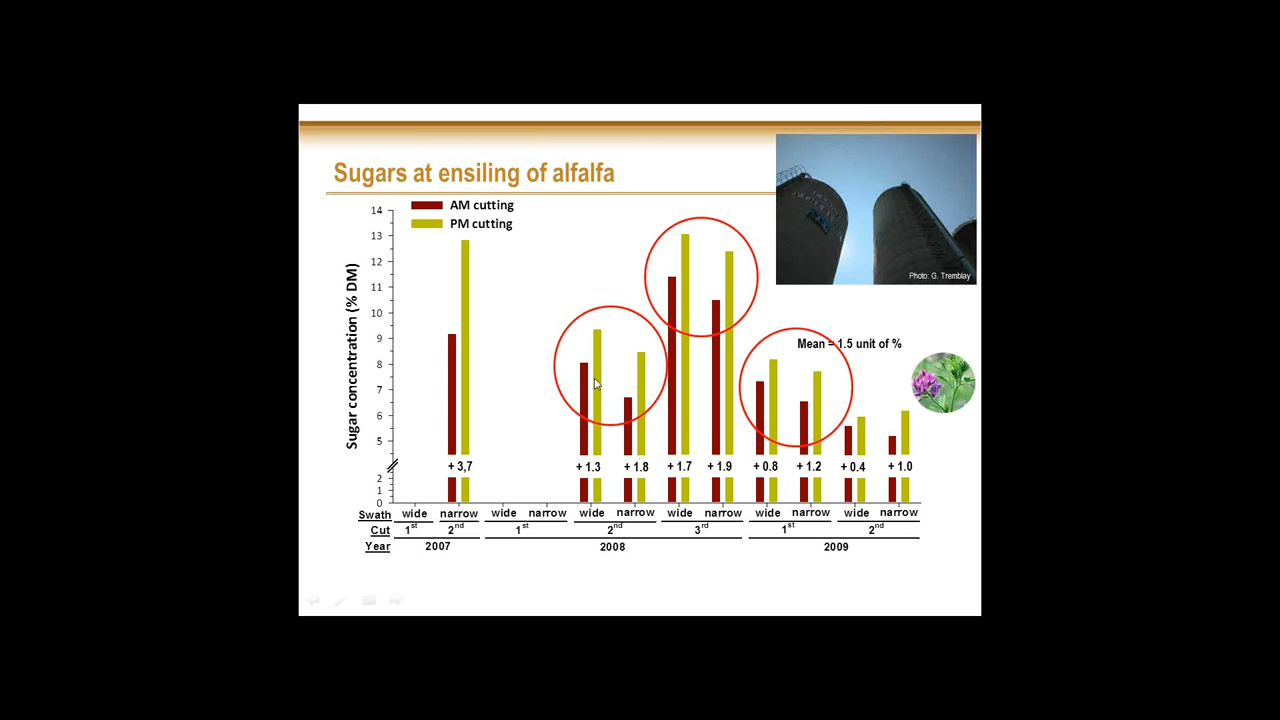 Sugars at ensiling of alfalfa
AM cutting
PM cutting
Photo: G. Tremblay
Mean = 1.5 unit of %
Sugar concentration (% DM)
14
13
12
11
10
9
8
7
6
5
2
1
0
+ 3,7 + 1.3 + 1.8 + 1.7 + 1.9 + 0.8 + 1.2 + 0.4 + 1.0
Swath wide narrow wide narrow wide narrow wide narrow wide narrow wide narrow
Cut 1st 2nd 1st 2nd 3rd 1st 2nd
Year 2007 2008 2009